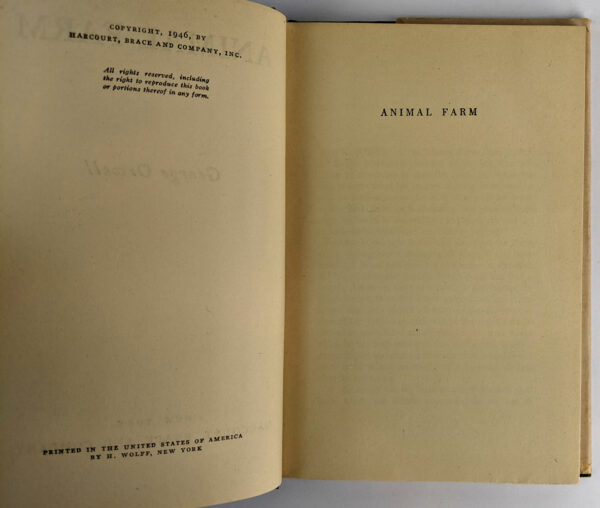 COPYRIGHT, 1946, BY
HARCOURT, BRACE AND COMPANY, INC.
All rights reserved, including
the right to reproduce this book
or portions thereof in any form.
PRINTED IN THE UNITED STATES OF AMERICA
BY H. WOLFF, NEW YORK
ANIMAL FARM